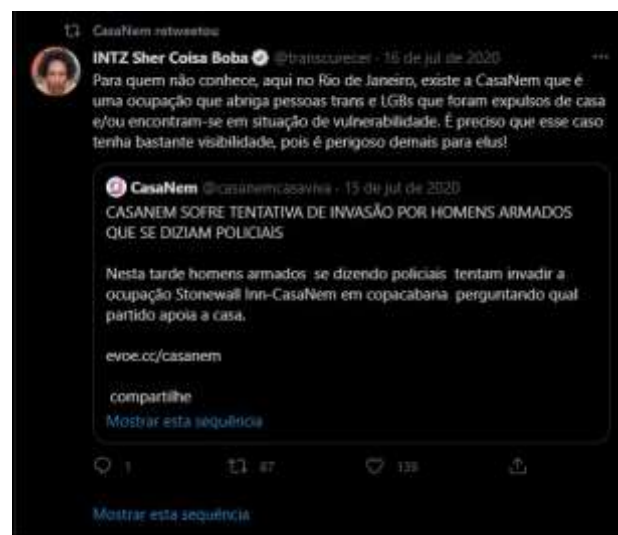 CasaNem retweetou
INTZ Sher Coisa Boba @transcurecer · 16 de jul de 2020
Para quem não conhece, aqui no Rio de Janeiro, existe a CasaNem que é
uma ocupação que abriga pessoas trans e LGBs que foram expulsos de casa
e/ou encontram-se em situação de vulnerabilidade. É preciso que esse caso
tenha bastante visibilidade, pois é perigoso demais para elus!
CasaNem @casanemcasaviva · 15 de jul de 2020
CASANEM SOFRE TENTATIVA DE INVASÃO POR HOMENS ARMADOS
QUE SE DIZIAM POLICIAIS
Nesta tarde homens armados se dizendo policiais tentam invadir a
ocupação Stonewall Inn-CasaNem em copacabana perguntando qual
partido apoia a casa.
evoe.cc/casanem
compartilhe
Mostrar esta sequência
1 87 139
Mostrar esta sequência